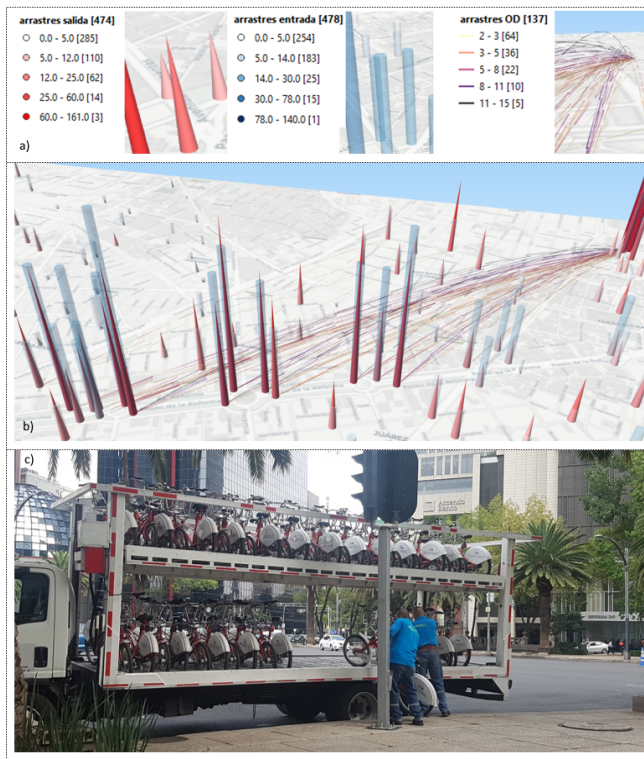 arrastres salida [474]
0.0 - 5.0 [285]
5.0 - 12.0 [110]
12.0 - 25.0 [62]
25.0 - 60.0 [14]
60.0 - 161.0 [3]
arrastres entrada [478]
0.0 - 5.0 [254]
5.0 - 14.0 [183]
14.0 - 30.0 [25]
30.0 - 78.0 [15]
78.0 - 140.0 [1]
arrastres OD [137]
2 - 3 [64]
3 - 5 [36]
5 - 8 [22]
8 - 11 [10]
11 - 15 [5]
a)
JUÁREZ
b)
c)